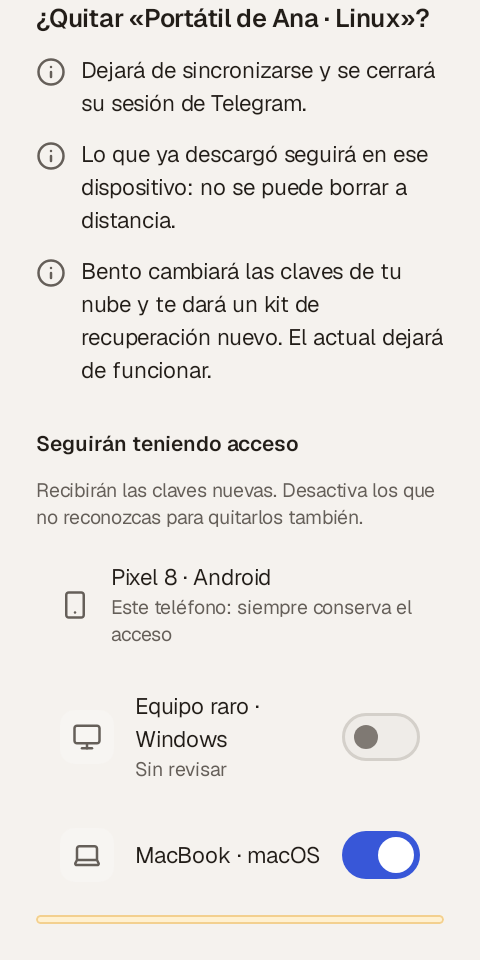 ¿Quitar «Portátil de Ana · Linux»?
Dejará de sincronizarse y se cerrará
su sesión de Telegram.
Lo que ya descargó seguirá en ese
dispositivo: no se puede borrar a
distancia.
Bento cambiará las claves de tu
nube y te dará un kit de
recuperación nuevo. El actual dejará
de funcionar.
Seguirán teniendo acceso
Recibirán las claves nuevas. Desactiva los que
no reconozcas para quitarlos también.
Pixel 8 · Android
Este teléfono: siempre conserva el
acceso
Equipo raro ·
Windows
Sin revisar
MacBook · macOS